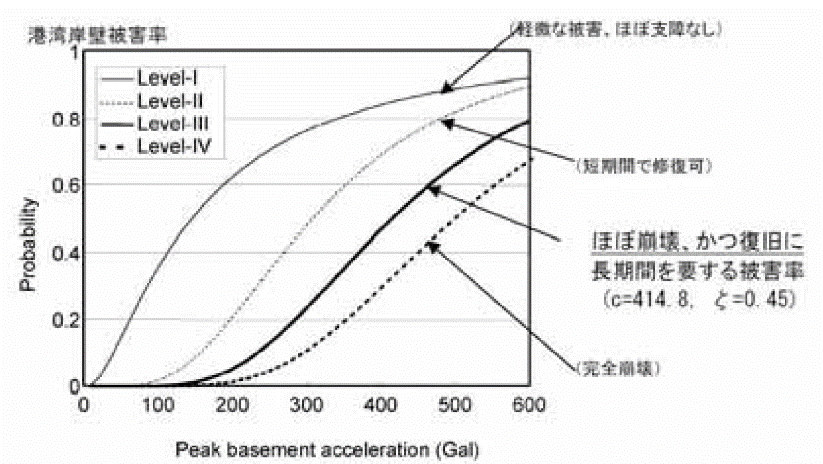 港湾岸壁被害率
(軽微な被害、ほぼ支障なし)
1
Level-I
Level-II
Level-III
Level-IV
0.8
0.6
0.4
0.2
0
Probability
(短期間で修復可)
ほぼ崩壊、かつ復旧に
長期間を要する被害率
(c=414.8, ζ=0.45)
(完全崩壊)
0 100 200 300 400 500 600
Peak basement acceleration (Gal)